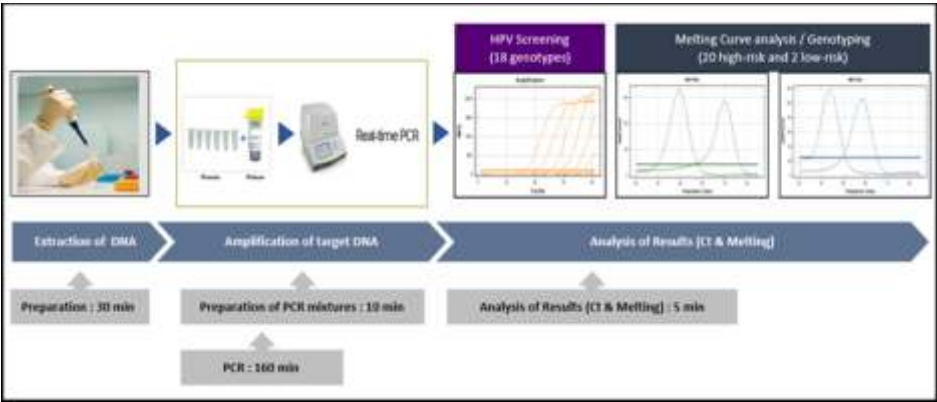 HPV Screening
(18 genotypes)
Melting Curve analysis / Genotyping
(20 high-risk and 2 low-risk)
Real-time PCR
Extraction of DNA
Amplification of target DNA
Analysis of Results (Ct & Melting)
Preparation : 30 min
Preparation of PCR mixtures : 10 min
Analysis of Results (Ct & Melting) : 5 min
PCR : 160 min